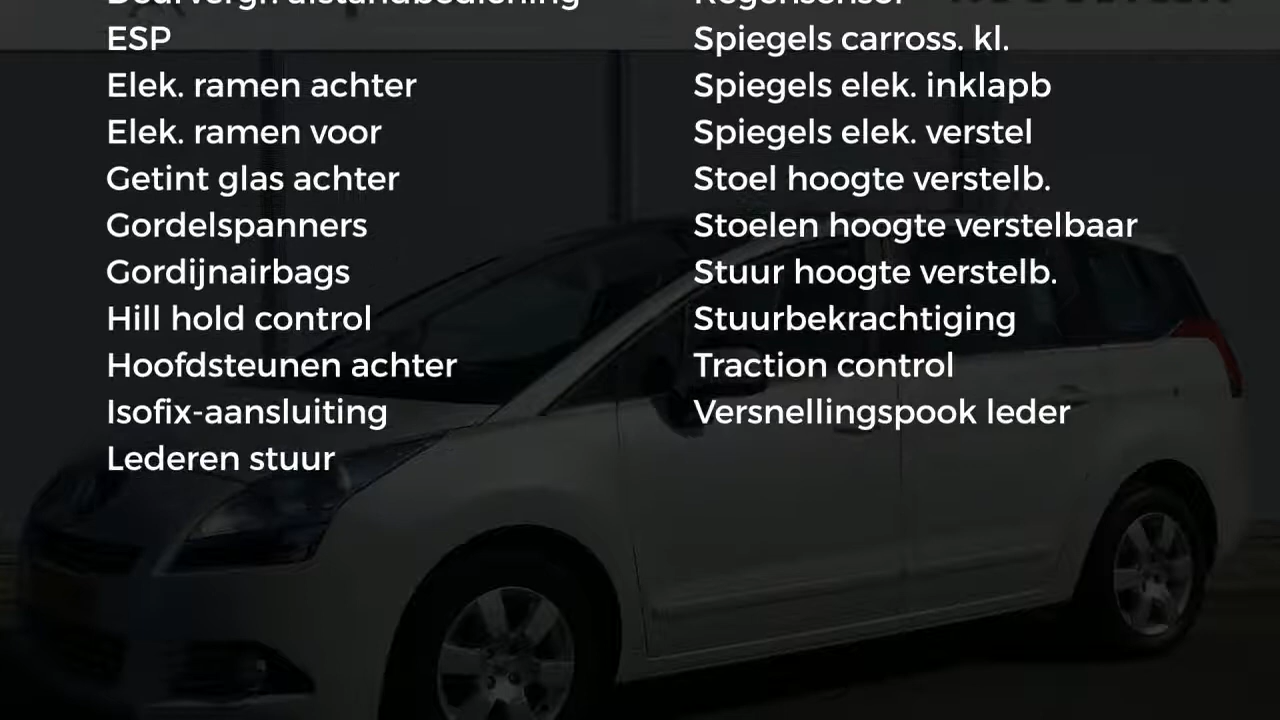 afstandbediening
Regensensor
ESP
Elek. ramen achter
Elek. ramen voor
Getint glas achter
Gordelspanners
Gordijnairbags
Hill hold control
Hoofdsteunen achter
Isofix-aansluiting
Lederen stuur
Spiegels carross. kl.
Spiegels elek. inklapb
Spiegels elek. verstel
Stoel hoogte verstelb.
Stoelen hoogte verstelbaar
Stuur hoogte verstelb.
Stuurbekrachtiging
Traction control
Versnellingspook leder